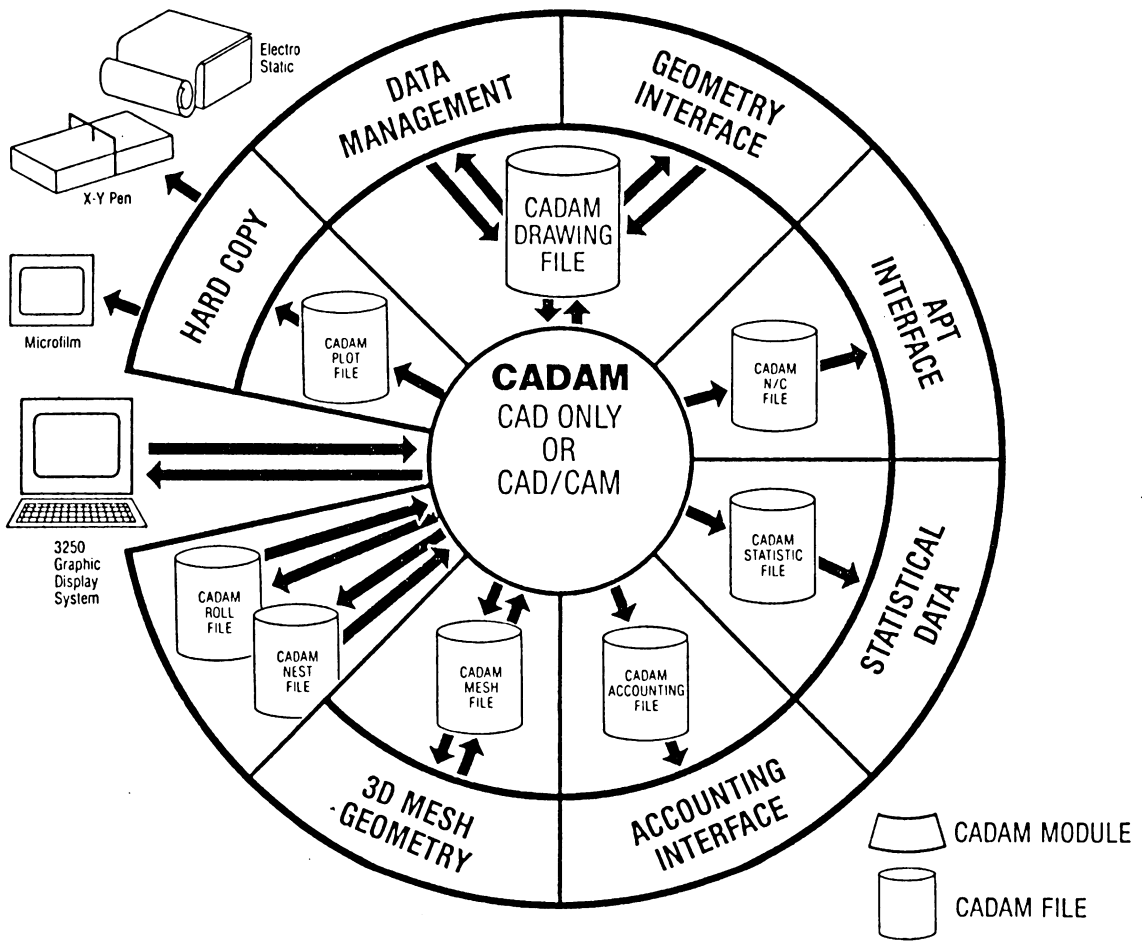 Electro
Static
X-Y Pen
Microfilm
3250
Graphic
Display
System
HARD COPY
DATA
MANAGEMENT
GEOMETRY
INTERFACE
APT
INTERFACE
STATISTICAL
DATA
ACCOUNTING
INTERFACE
3D MESH
GEOMETRY
CADAM
DRAWING
FILE
CADAM
PLOT
FILE
CADAM
N/C
FILE
CADAM
CAD ONLY
OR
CAD/CAM
CADAM
STATISTIC
FILE
CADAM
ROLL
FILE
CADAM
NEST
FILE
CADAM
MESH
FILE
CADAM
ACCOUNTING
FILE
CADAM MODULE
CADAM FILE